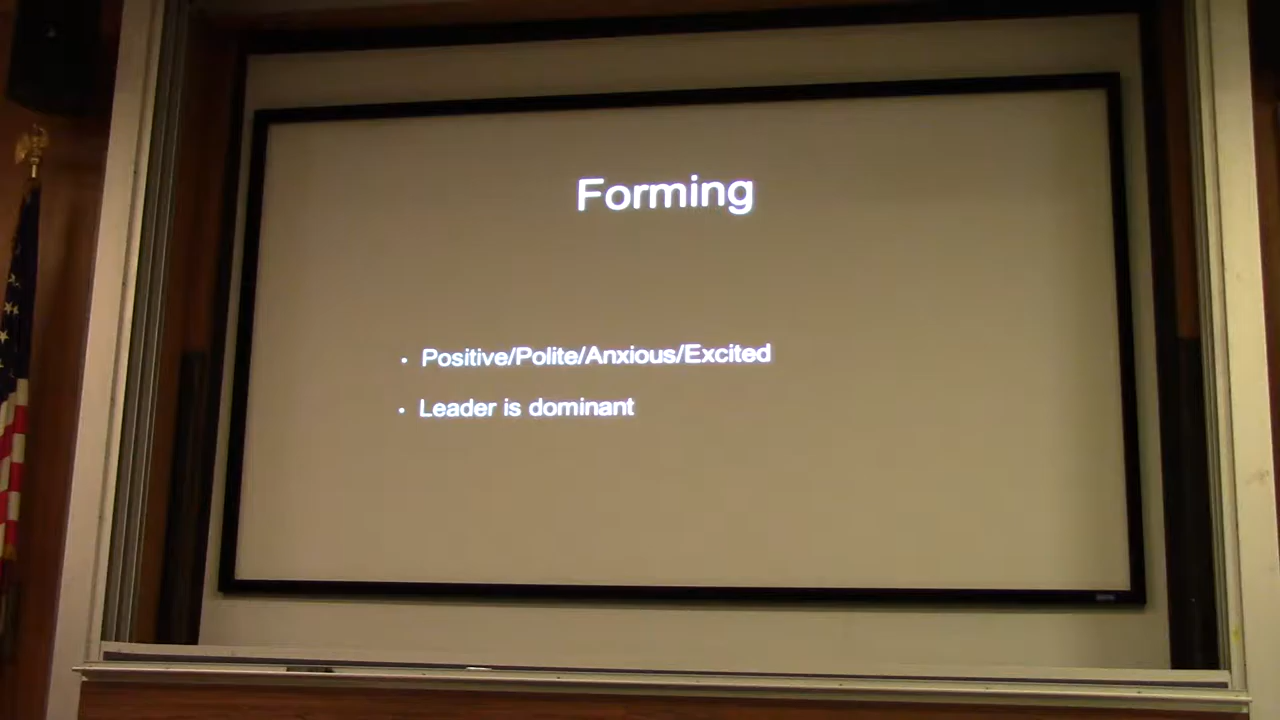 Forming
• Positive/Polite/Anxious/Excited
• Leader is dominant